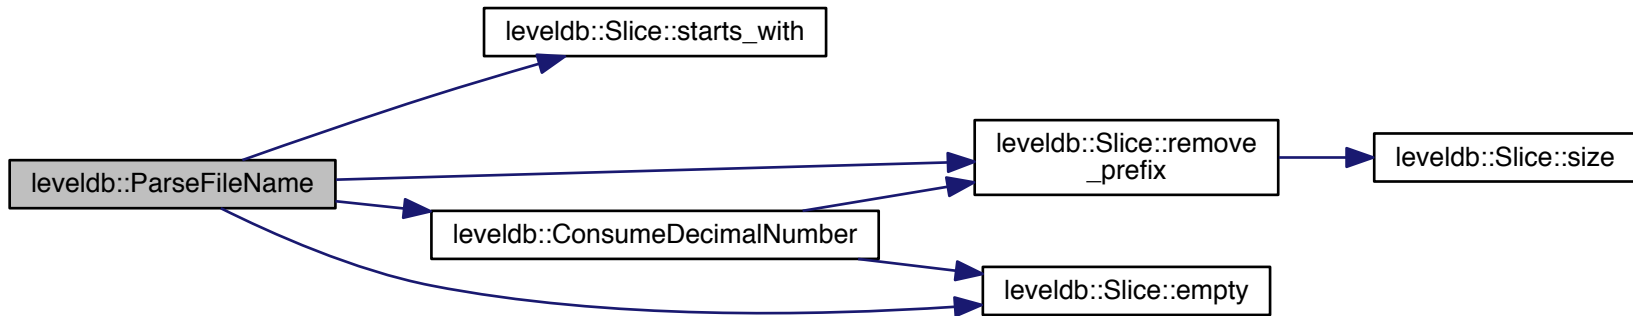 leveldb::Slice::starts_with
leveldb::ParseFileName
leveldb::ConsumeDecimalNumber
leveldb::Slice::remove
_prefix
leveldb::Slice::empty
leveldb::Slice::size